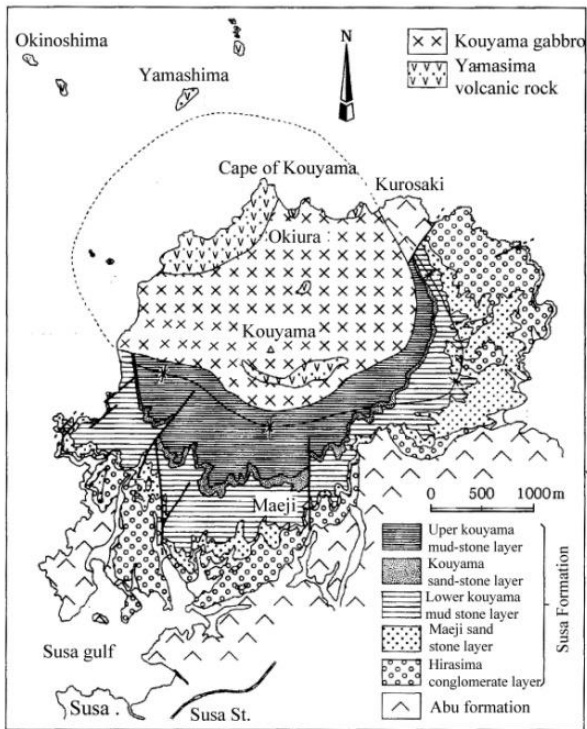 Okinoshima
Yamashima
N
Kouyama gabbro
Yamasima
volcanic rock
Cape of Kouyama
Kurosaki
Okiura
Kouyama
Maeji
0 500 1000 m
Uper kouyama
mud-stone layer
Kouyama
sand-stone layer
Lower kouyama
mud stone layer
Maeji sand
stone layer
Hirasima
conglomerate layer
Susa Formation
Abu formation
Susa gulf
Susa .
Susa St.